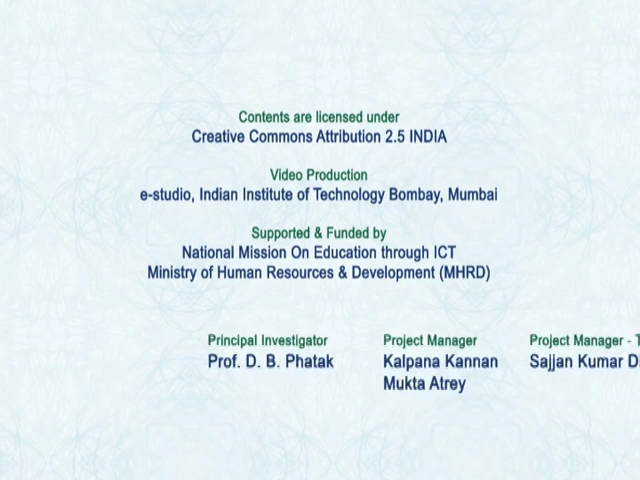 Contents are licensed under
Creative Commons Attribution 2.5 INDIA
Video Production
e-studio, Indian Institute of Technology Bombay, Mumbai
Supported & Funded by
National Mission On Education through ICT
Ministry of Human Resources & Development (MHRD)
Principal Investigator Project Manager Project Manager -
Prof. D. B. Phatak Kalpana Kannan Sajjan Kumar
Mukta Atrey